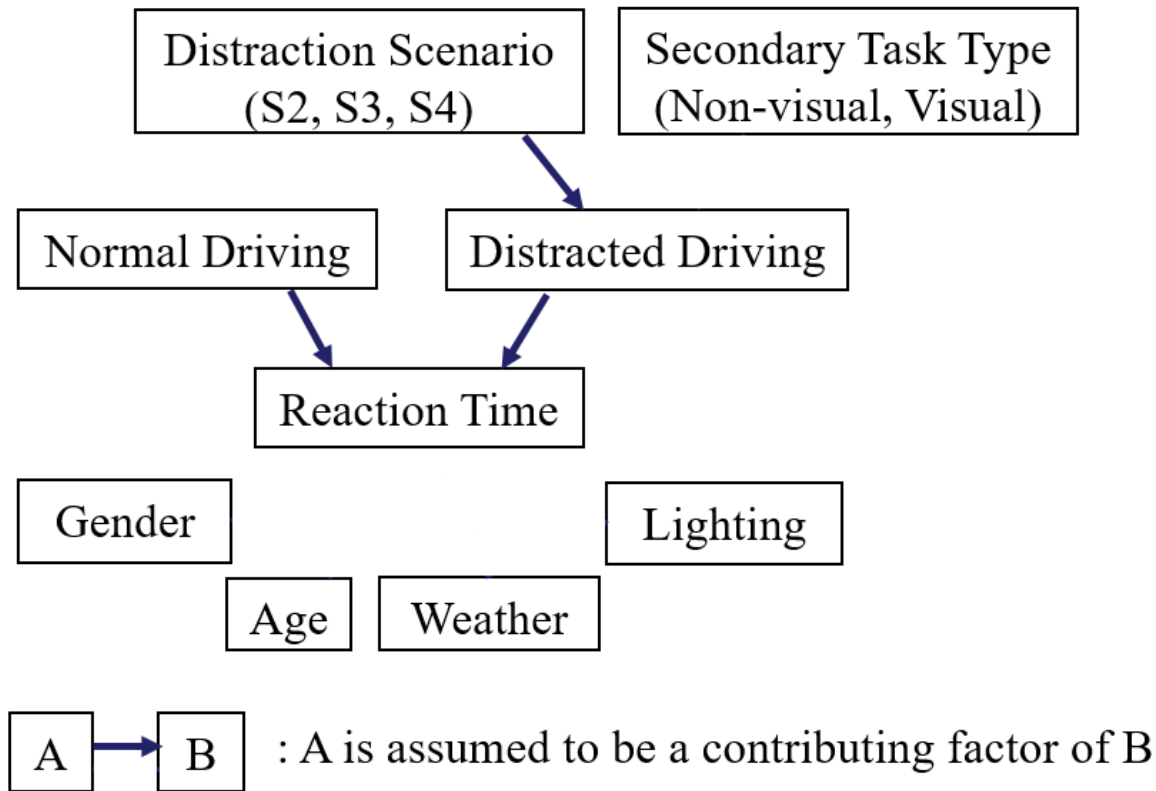 Distraction Scenario
(S2, S3, S4)
Secondary Task Type
(Non-visual, Visual)
Normal Driving
Distracted Driving
Reaction Time
Gender
Lighting
Age
Weather
A
B
: A is assumed to be a contributing factor of B